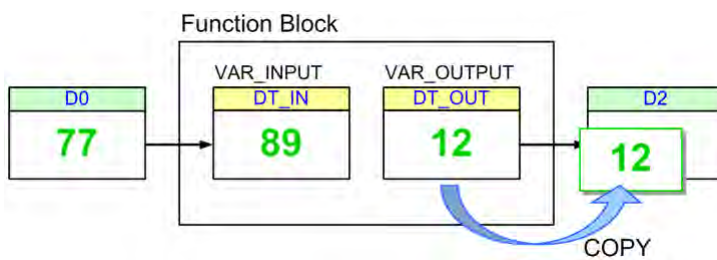 Function Block
VAR_INPUT VAR_OUTPUT
D0 DT_IN DT_OUT D2
77 89 12 12
COPY